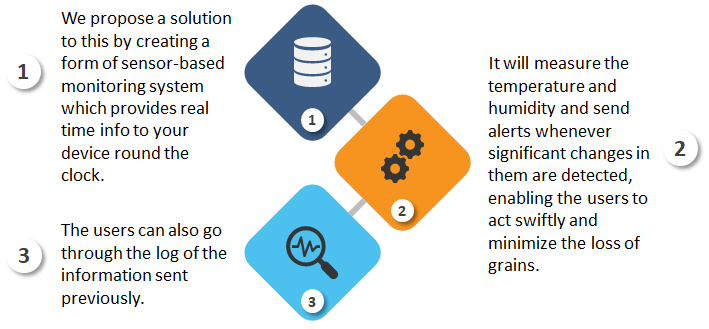 1
We propose a solution
to this by creating a
form of sensor-based
monitoring system
which provides real
time info to your
device round the
clock.
1
2
It will measure the
temperature and
humidity and send
alerts whenever
significant changes in
them are detected,
enabling the users to
act swiftly and
minimize the loss of
grains.
2
3
The users can also go
through the log of the
information sent
previously.
3